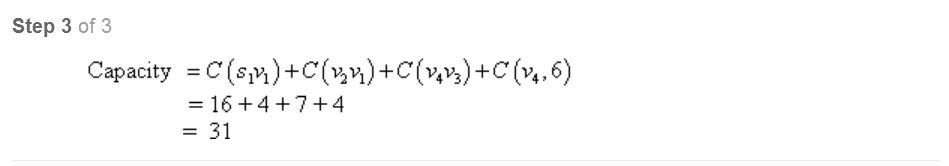 Step 3 of 3
Capacity = C(s₁v₁)+C(v₂v₁)+C(v₄v₃)+C(v₄,6)
= 16+4+7+4
= 31